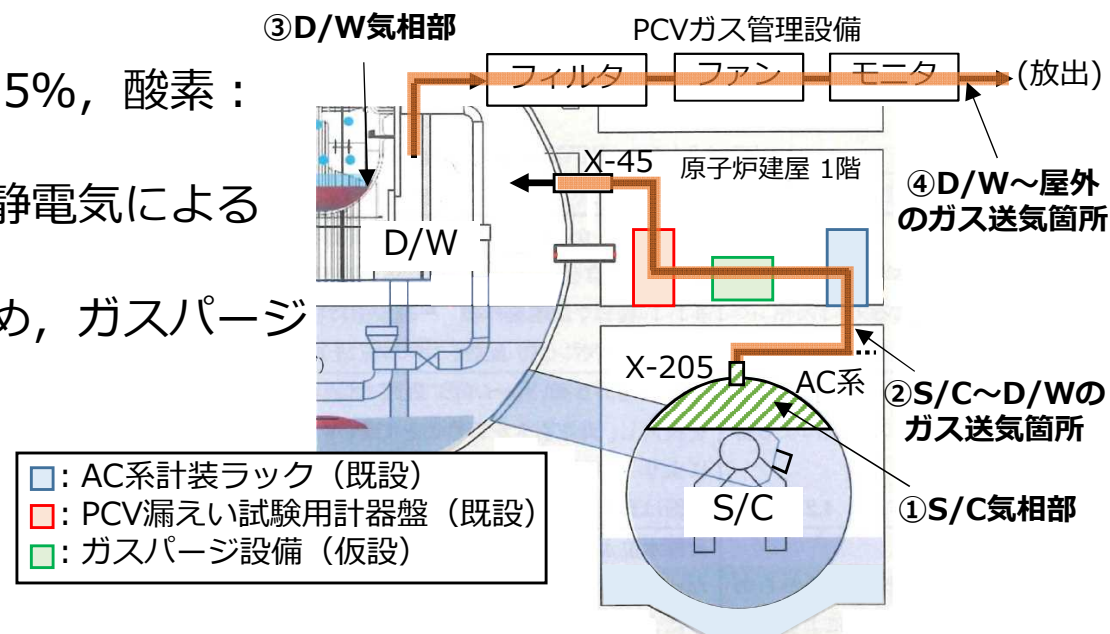 ③D/W気相部
PCVガス管理設備
フィルタ
ファン
モニタ
(放出)
5%，酸素：
X-45
原子炉建屋 1階
④D/W～屋外
のガス送気箇所
静電気による
D/W
め，ガスパージ
X-205
AC系
②S/C～D/Wの
ガス送気箇所
S/C
①S/C気相部
：AC系計装ラック（既設）
：PCV漏えい試験用計器盤（既設）
：ガスパージ設備（仮設）